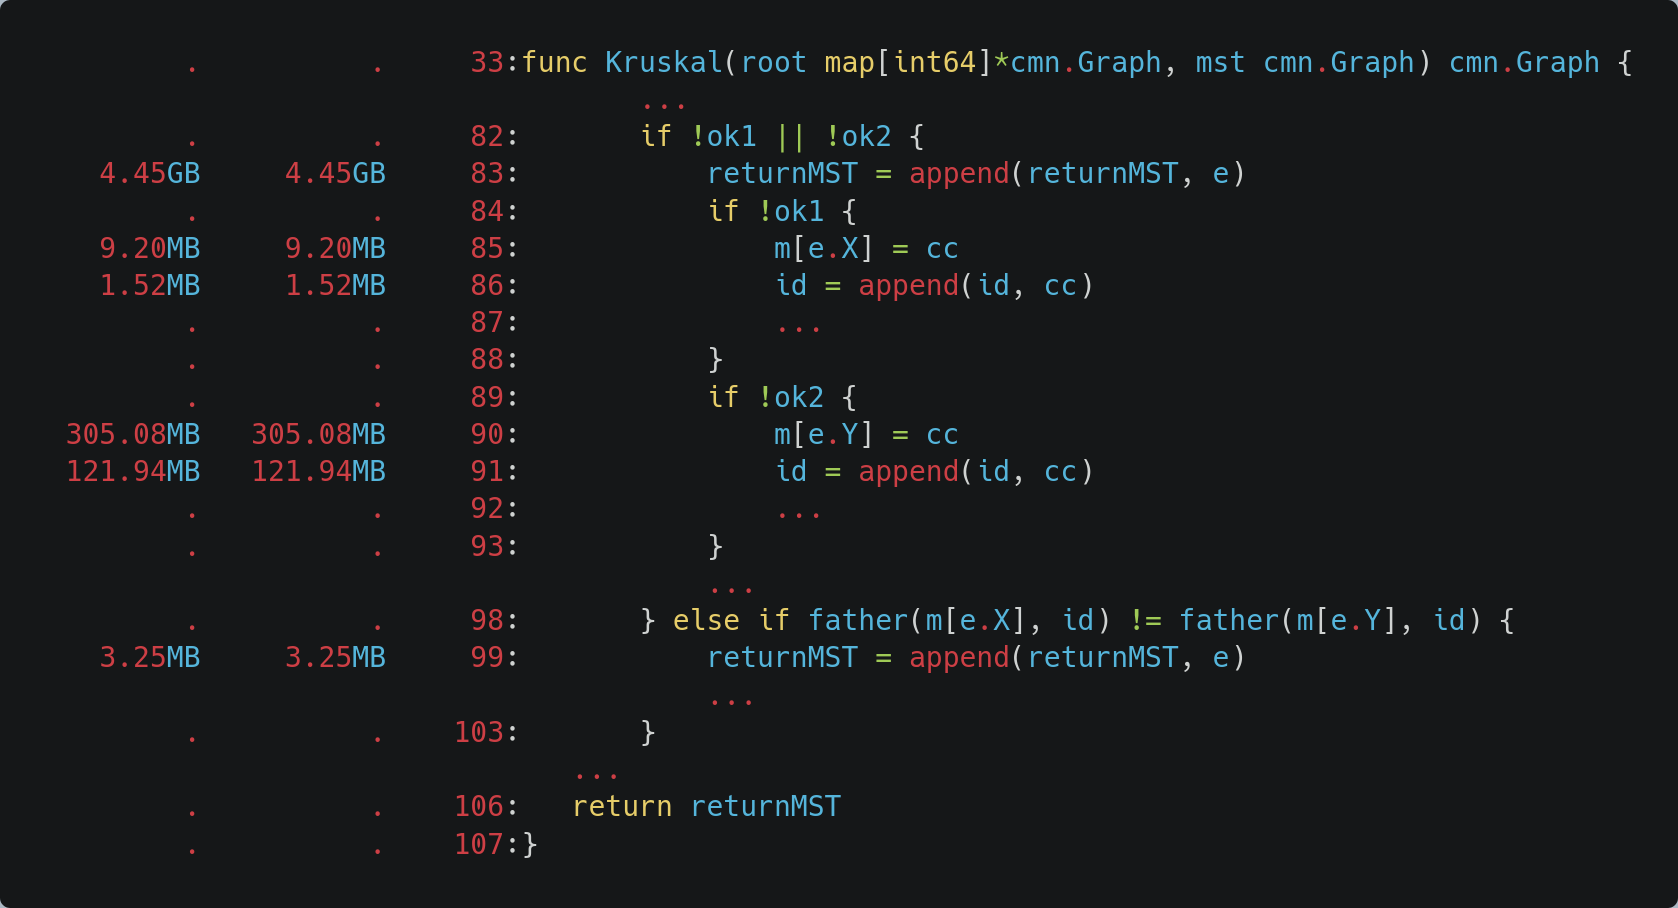 . . 33:func Kruskal(root map[int64]*cmn.Graph, mst cmn.Graph) cmn.Graph {
...
. . 82: if !ok1 || !ok2 {
4.45GB 4.45GB 83: returnMST = append(returnMST, e)
. . 84: if !ok1 {
9.20MB 9.20MB 85: m[e.X] = cc
1.52MB 1.52MB 86: id = append(id, cc)
. . 87: ...
. . 88: }
. . 89: if !ok2 {
305.08MB 305.08MB 90: m[e.Y] = cc
121.94MB 121.94MB 91: id = append(id, cc)
. . 92: ...
. . 93: }
...
. . 98: } else if father(m[e.X], id) != father(m[e.Y], id) {
3.25MB 3.25MB 99: returnMST = append(returnMST, e)
...
. . 103: }
...
. . 106: return returnMST
. . 107:}